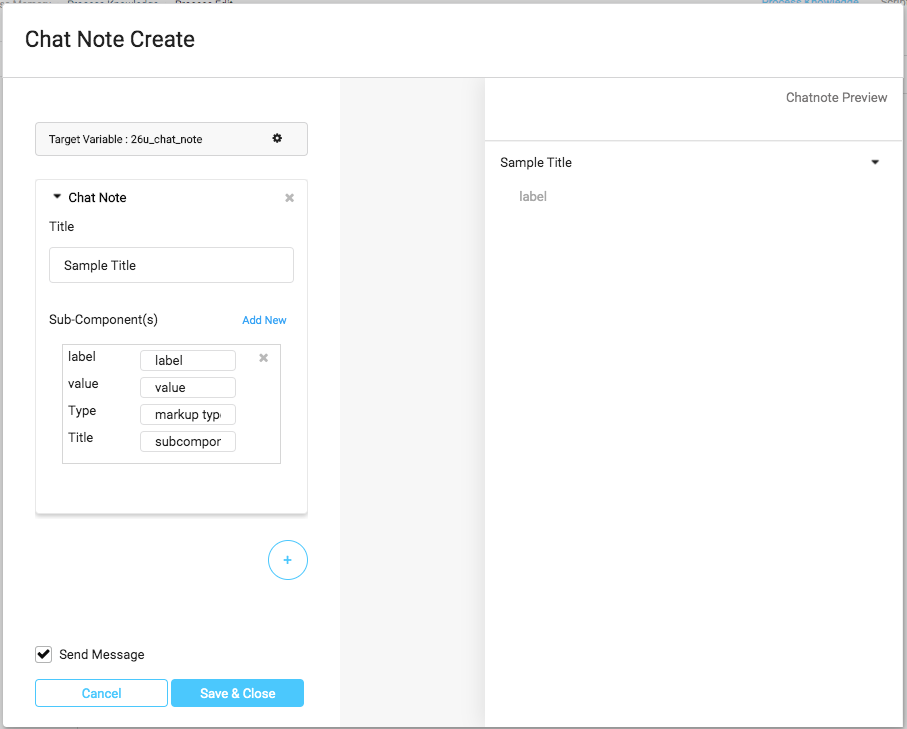 Chat Note Create
Chatnote Preview
Target Variable : 26u_chat_note
Chat Note
Title
Sample Title
Sub-Component(s) Add New
label label
value value
Type markup typ
Title subcompor
Send Message
Cancel Save & Close
Sample Title
label